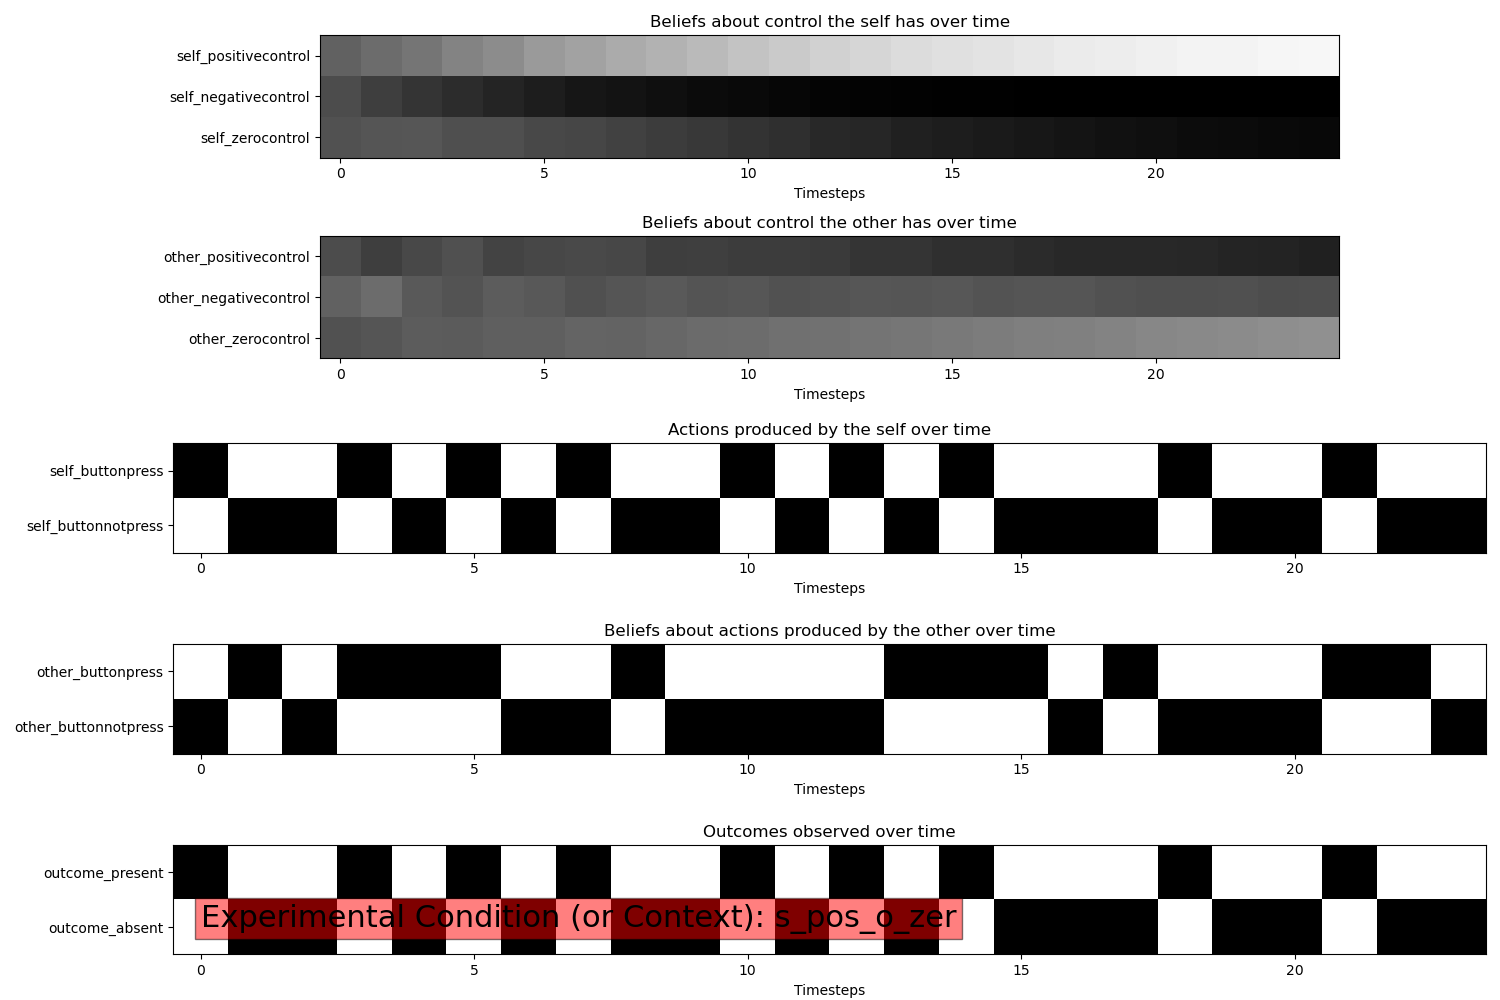 Beliefs about control the self has over time
self_positivecontrol
self_negativecontrol
self_zerocontrol
0 5 10 15 20
Timesteps
Beliefs about control the other has over time
other_positivecontrol
other_negativecontrol
other_zerocontrol
0 5 10 15 20
Timesteps
Actions produced by the self over time
self_buttonpress
self_buttonnotpress
0 5 10 15 20
Timesteps
Beliefs about actions produced by the other over time
other_buttonpress
other_buttonnotpress
0 5 10 15 20
Timesteps
Outcomes observed over time
outcome_present
outcome_absent
Experimental Condition (or Context): s_pos_o_zer
0 5 10 15 20
Timesteps